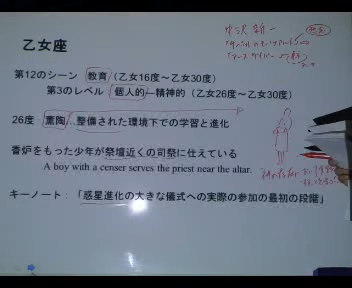 乙女座
第12のシーン 教育 (乙女16度~乙女30度)
第3のレベル 個人的―精神的 (乙女26度~乙女30度)
26度 薫陶…整備された環境下での学習と進化
香炉をもった少年が祭壇近くの司祭に仕えている
A boy with a censer serves the priest near the altar.
キーノート:「惑星進化の大きな儀式への実際の参加の最初の段階」